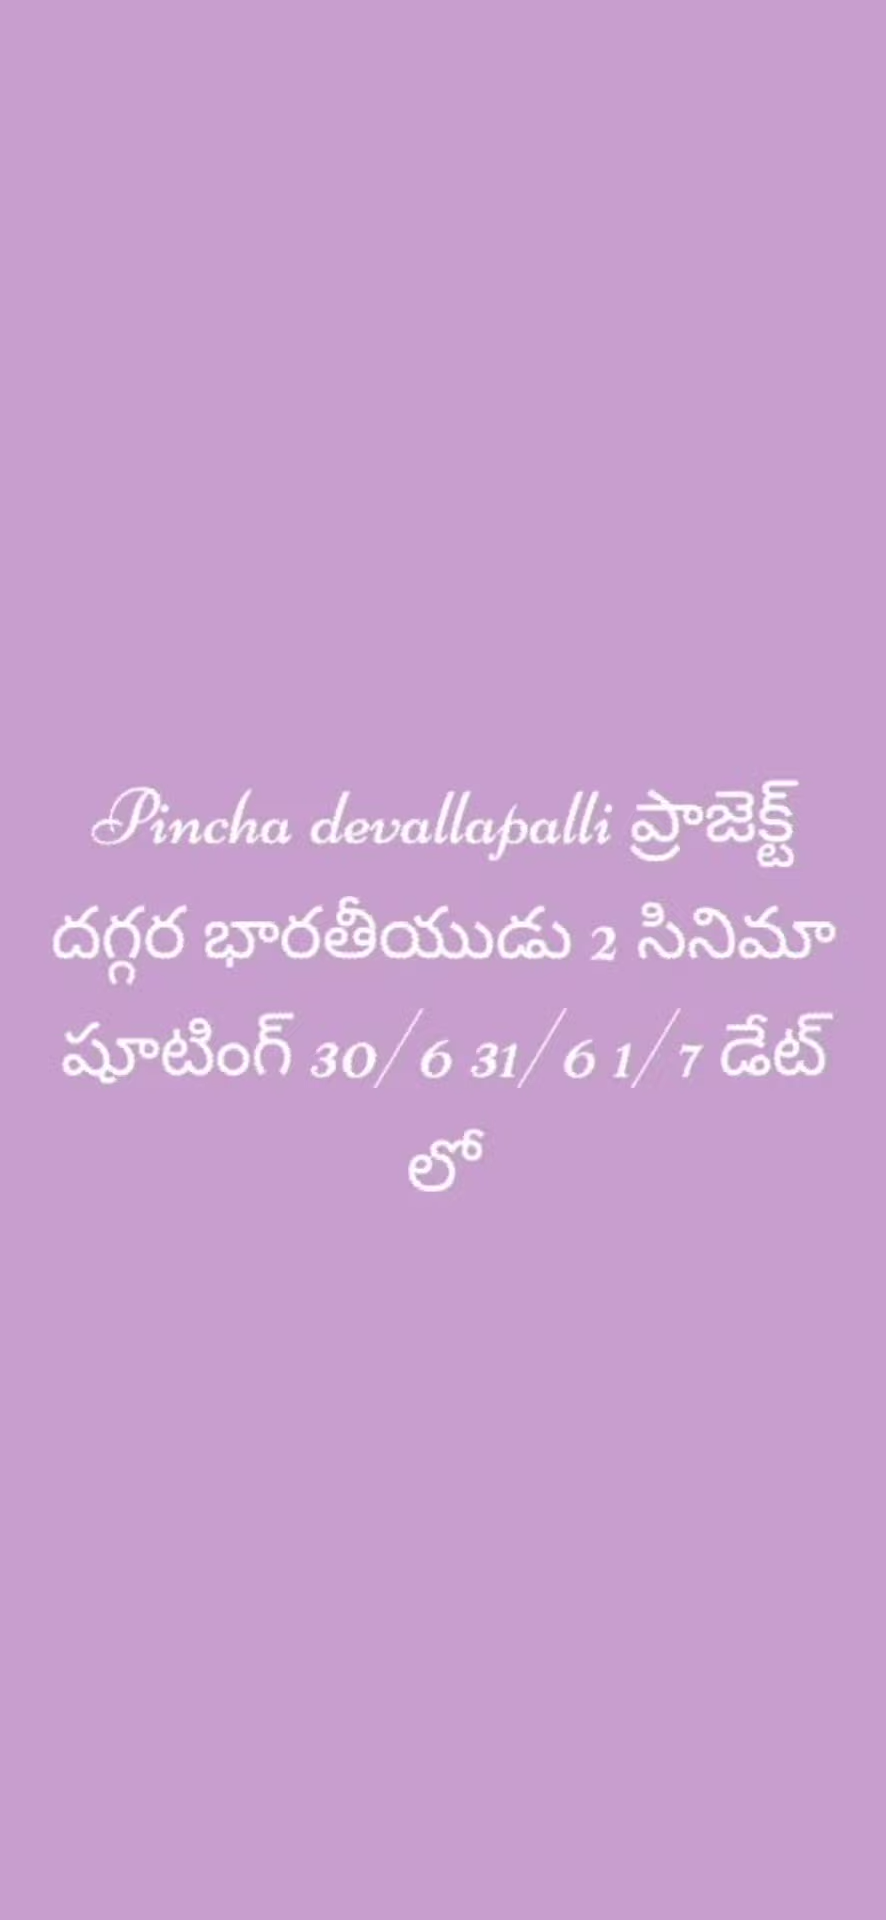 Pincha devallapalli ప్రాజెక్ట్
దగ్గర భారతీయుడు 2 సినిమా
షూటింగ్ 30/6 31/6 1/7 డేట్
లో